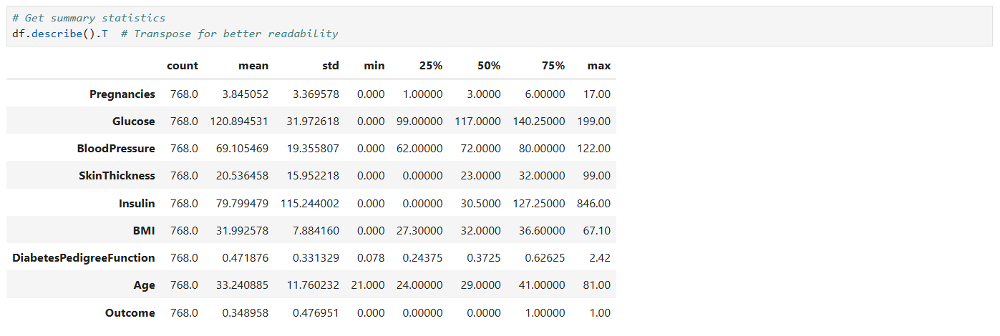 # Get summary statistics
df.describe().T  # Transpose for better readability
count mean std min 25% 50% 75% max
Pregnancies 768.0 3.845052 3.369578 0.000 1.00000 3.0000 6.00000 17.00
Glucose 768.0 120.894531 31.972618 0.000 99.00000 117.0000 140.25000 199.00
BloodPressure 768.0 69.105469 19.355807 0.000 62.00000 72.0000 80.00000 122.00
SkinThickness 768.0 20.536458 15.952218 0.000 0.00000 23.0000 32.00000 99.00
Insulin 768.0 79.799479 115.244002 0.000 0.00000 30.5000 127.25000 846.00
BMI 768.0 31.992578 7.884160 0.000 27.30000 32.0000 36.60000 67.10
DiabetesPedigreeFunction 768.0 0.471876 0.331329 0.078 0.24375 0.3725 0.62625 2.42
Age 768.0 33.240885 11.760232 21.000 24.00000 29.0000 41.00000 81.00
Outcome 768.0 0.348958 0.476951 0.000 0.00000 0.0000 1.00000 1.00